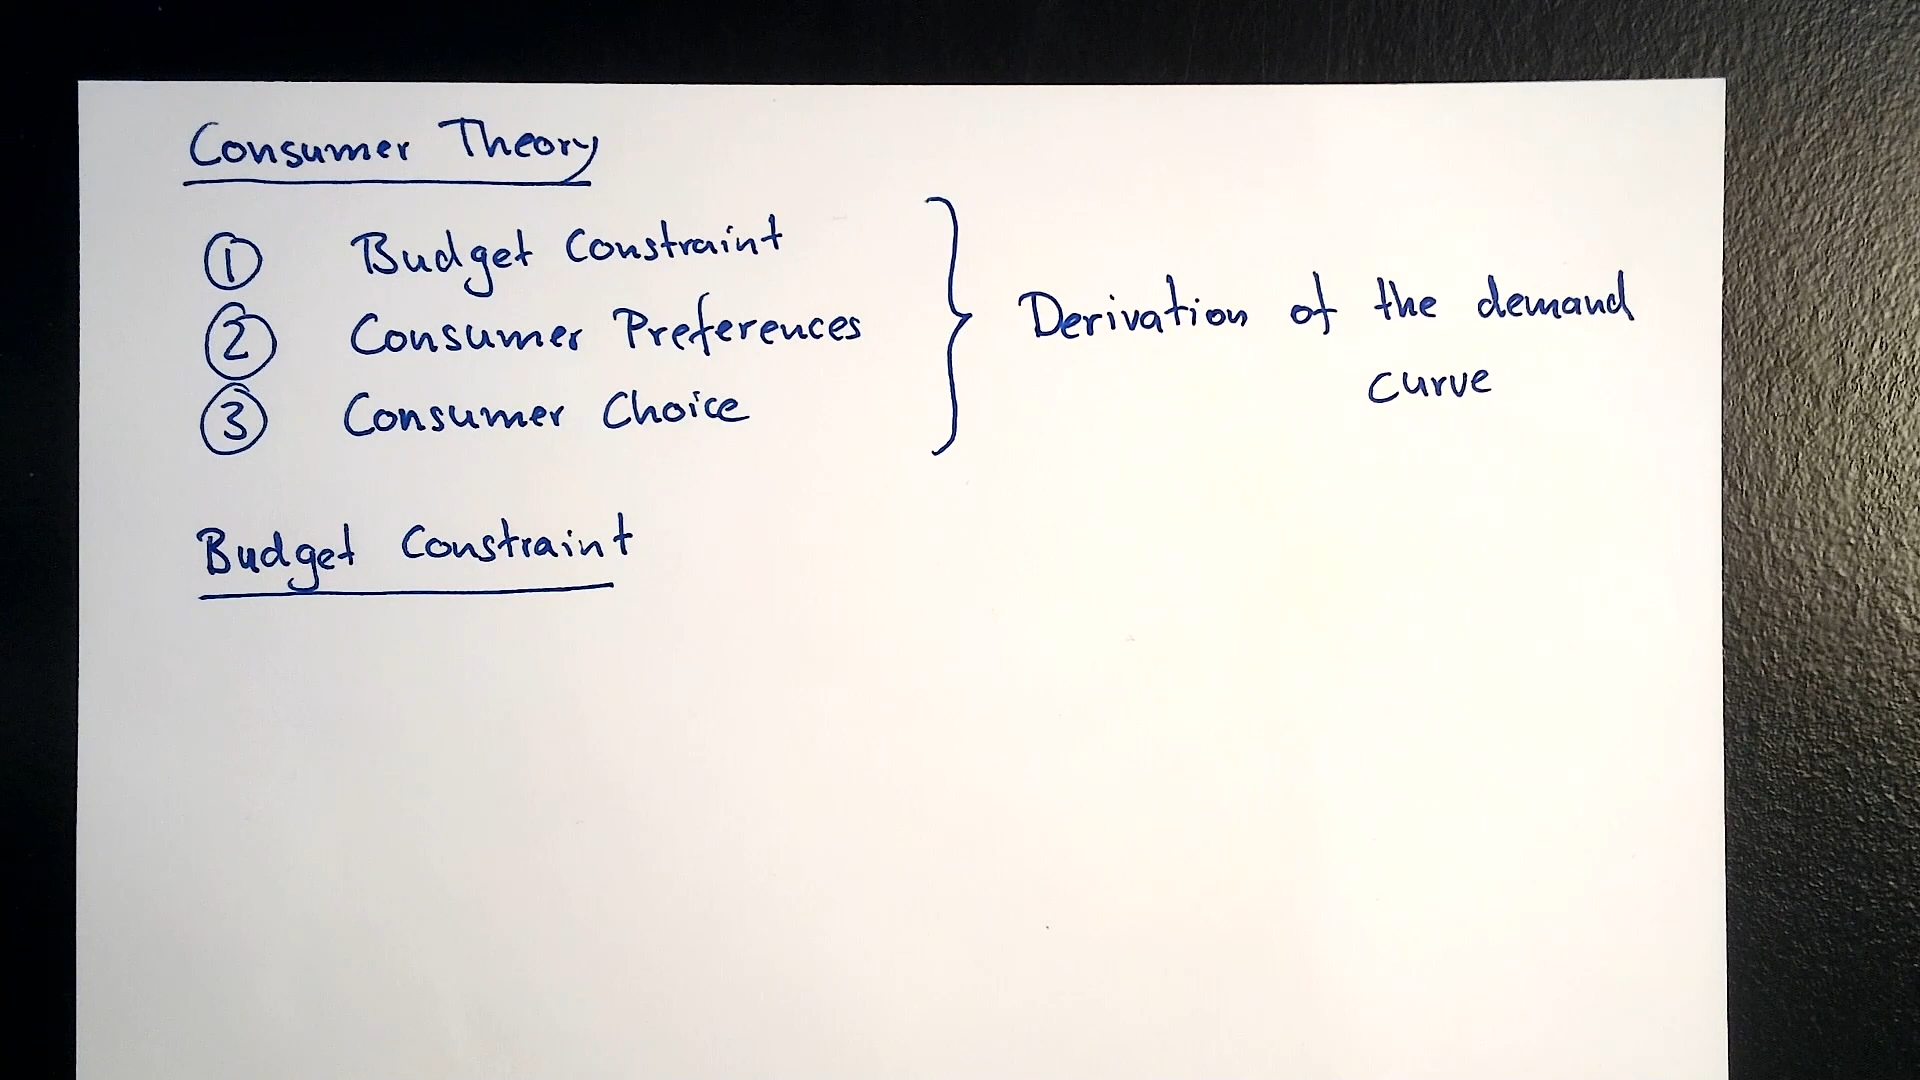 Consumer Theory
① Budget Constraint
② Consumer Preferences
③ Consumer Choice
} Derivation of the demand
curve
Budget Constraint